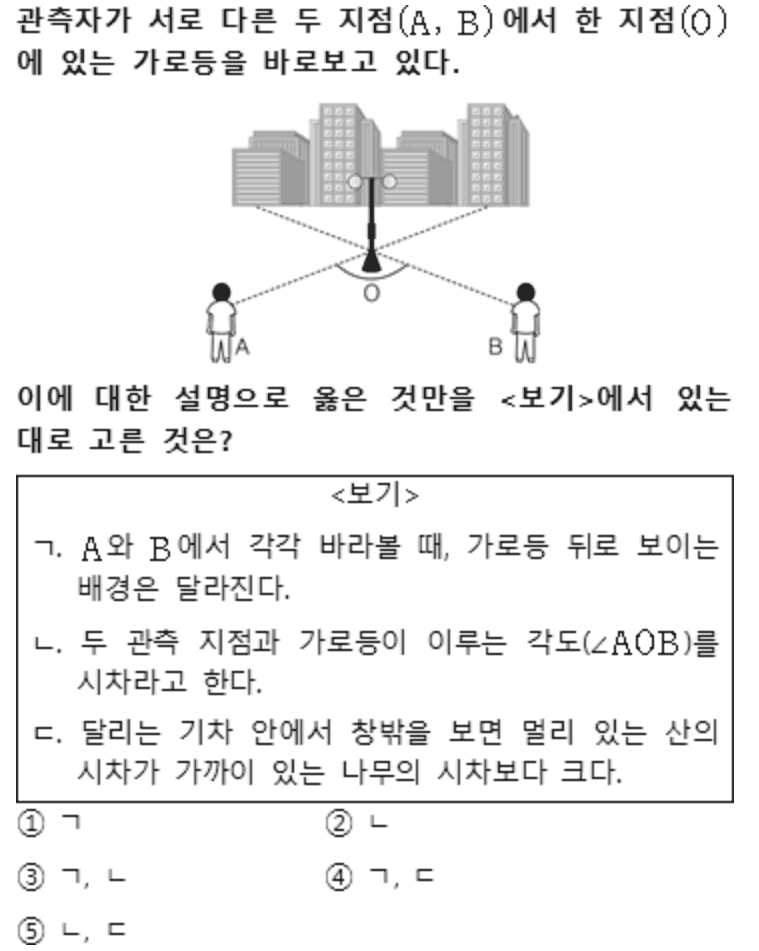 관측자가 서로 다른 두 지점(A, B)에서 한 지점(O)
에 있는 가로등을 바로보고 있다.
O
A
B
이에 대한 설명으로 옳은 것만을 <보기>에서 있는
대로 고른 것은?
<보기>
ㄱ. A와 B에서 각각 바라볼 때, 가로등 뒤로 보이는
배경은 달라진다.
ㄴ. 두 관측 지점과 가로등이 이루는 각도(∠AOB)를
시차라고 한다.
ㄷ. 달리는 기차 안에서 창밖을 보면 멀리 있는 산의
시차가 가까이 있는 나무의 시차보다 크다.
① ㄱ ② ㄴ
③ ㄱ, ㄴ ④ ㄱ, ㄷ
⑤ ㄴ, ㄷ